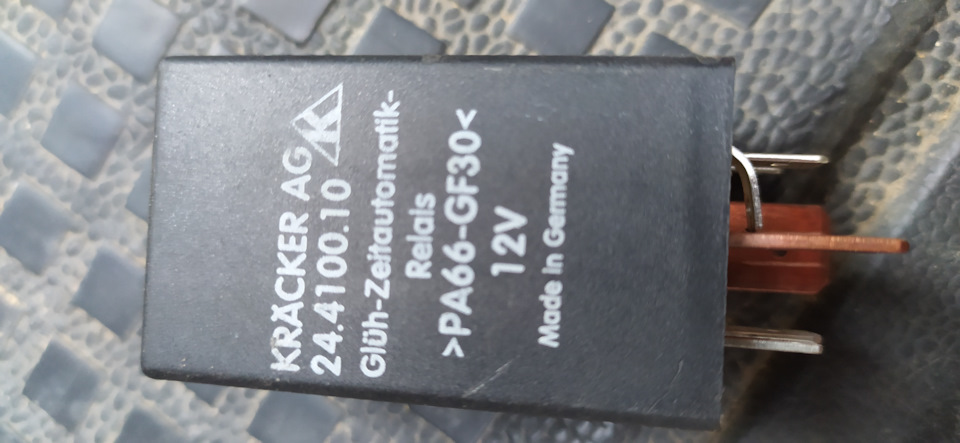 KRÄCKER AG
24.4100.10
Glüh-Zeitautomatik-
Relais
>PA66-GF30<
12V
Made in Germany